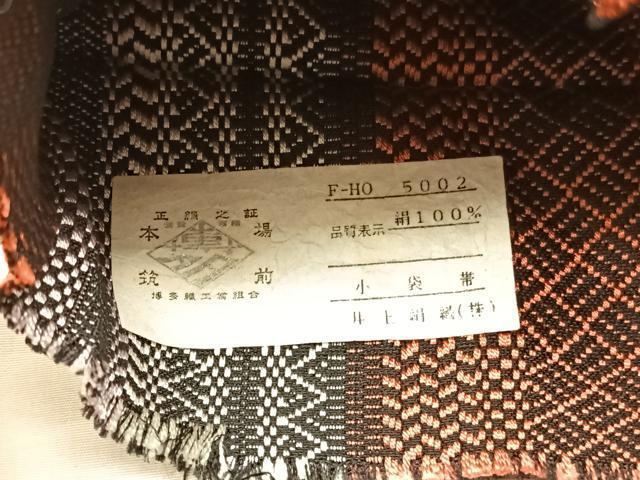 正絹之証
本場
筑前
博多織工業組合
F-HO 5002
品質表示 絹100%
小袋帯
井上絹織(株)